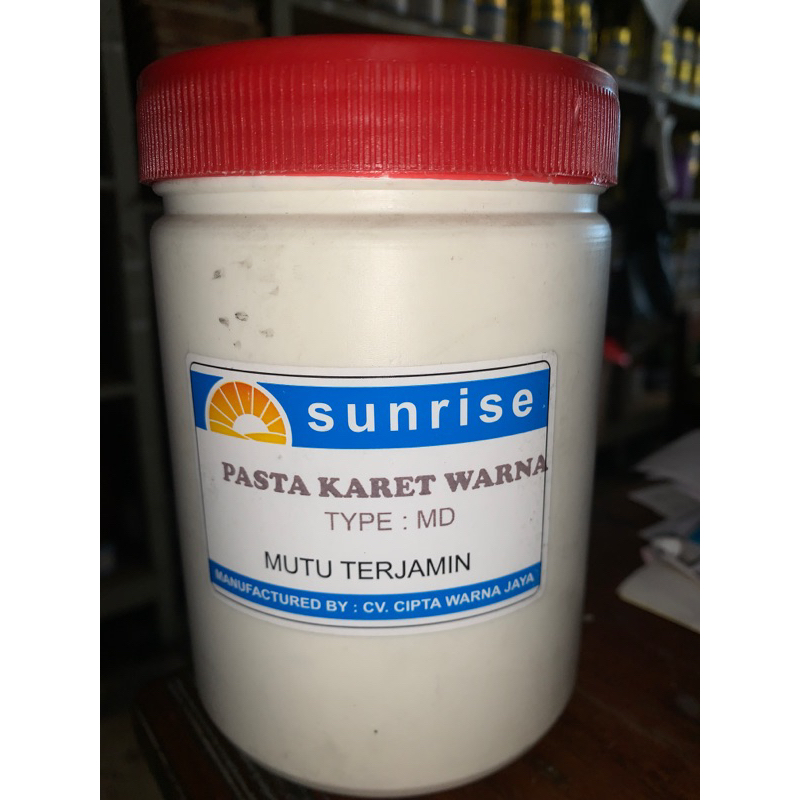 sunrise
PASTA KARET WARNA
TYPE : MD
MUTU TERJAMIN
MANUFACTURED BY : CV. CIPTA WARNA JAYA